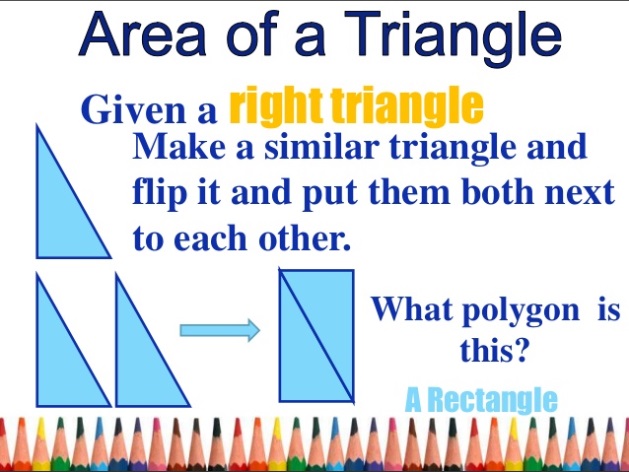 Area of a Triangle
Given a right triangle
Make a similar triangle and
flip it and put them both next
to each other.
What polygon is
this?
A Rectangle